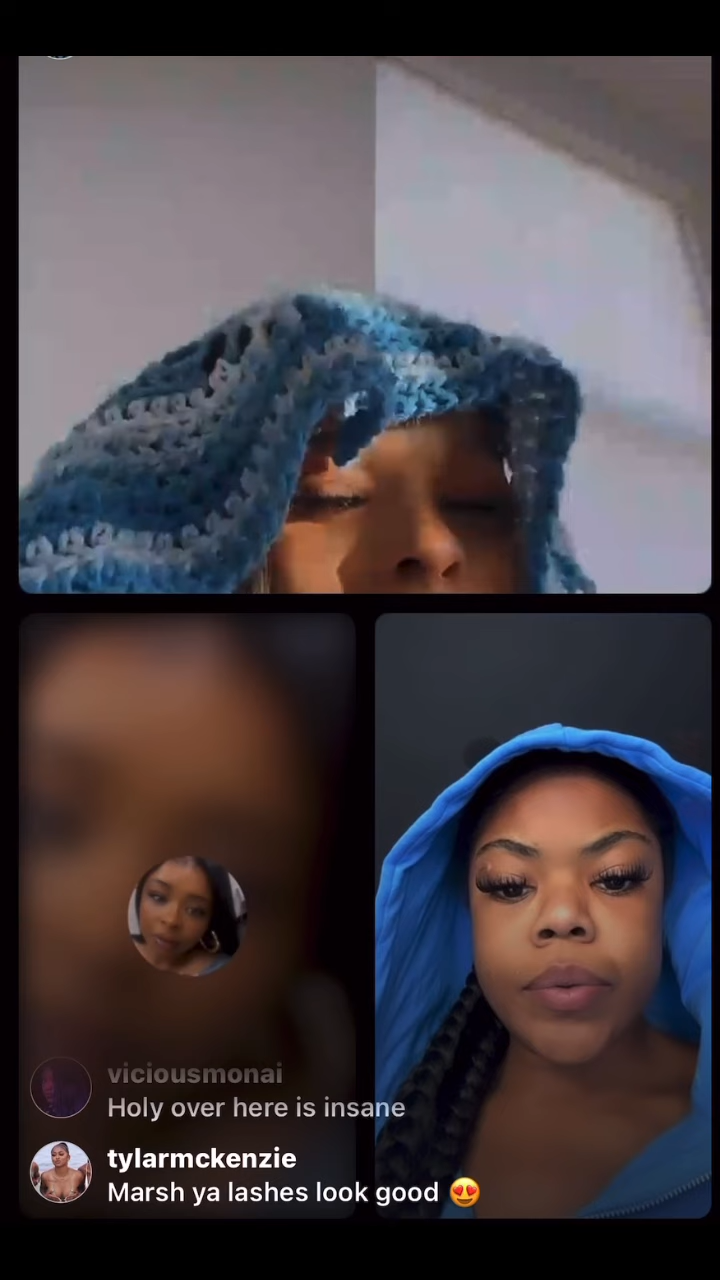 viciousmonai
Holy over here is insane
tylarmckenzie
Marsh ya lashes look good 😍